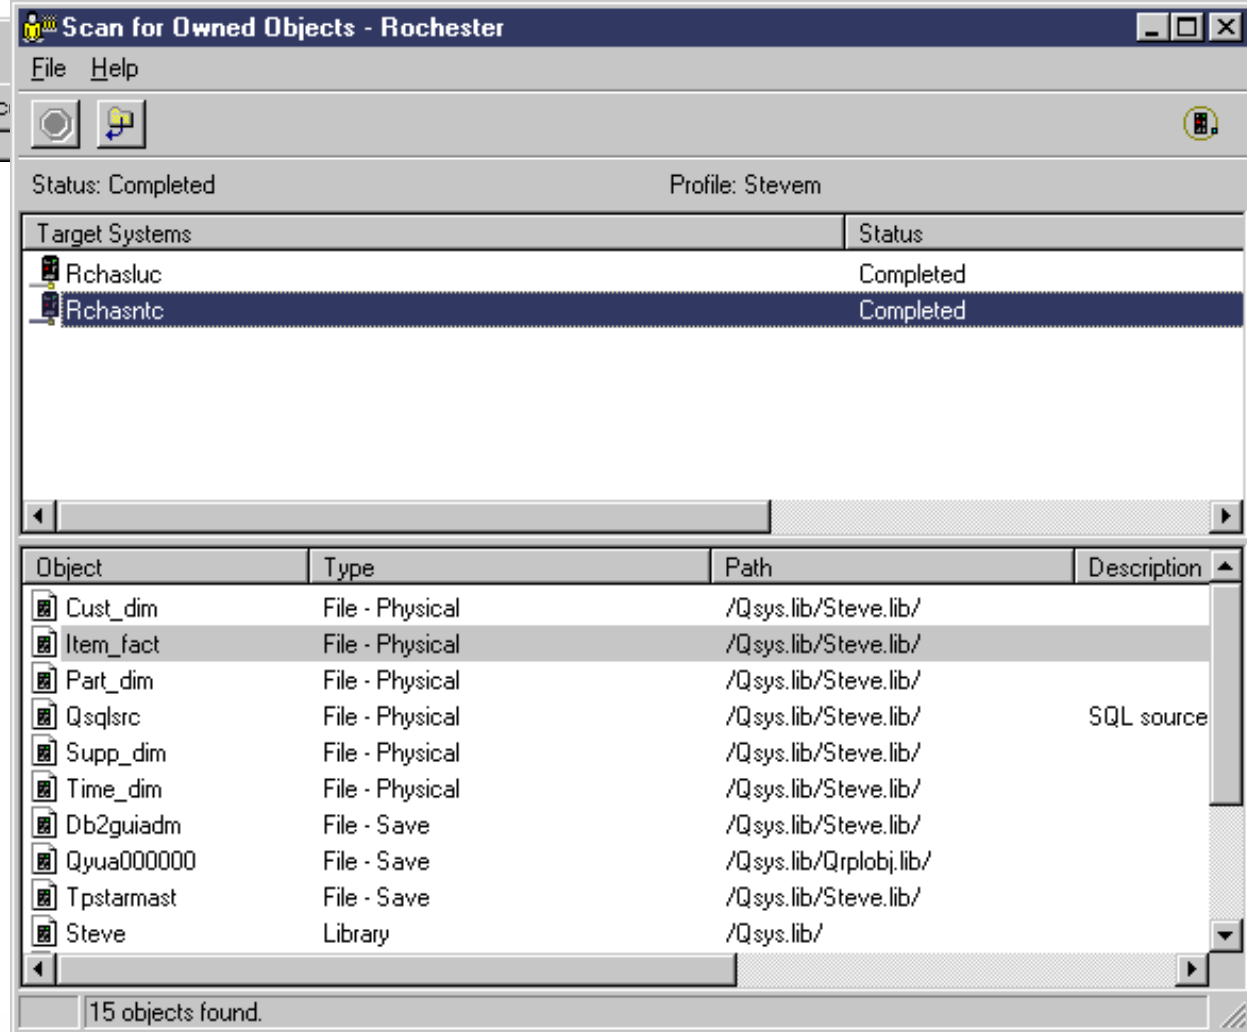 Scan for Owned Objects - Rochester
File Help
Status: Completed Profile: Stevem
Target Systems Status
Rchasluc Completed
Rchasntc Completed
Object Type Path Description
Cust_dim File - Physical /Qsys.lib/Steve.lib/
Item_fact File - Physical /Qsys.lib/Steve.lib/
Part_dim File - Physical /Qsys.lib/Steve.lib/
Qsqlsrc File - Physical /Qsys.lib/Steve.lib/ SQL source
Supp_dim File - Physical /Qsys.lib/Steve.lib/
Time_dim File - Physical /Qsys.lib/Steve.lib/
Db2guiadm File - Save /Qsys.lib/Steve.lib/
Qyua000000 File - Save /Qsys.lib/Qrplobj.lib/
Tpstarmast File - Save /Qsys.lib/Steve.lib/
Steve Library /Qsys.lib/
15 objects found.